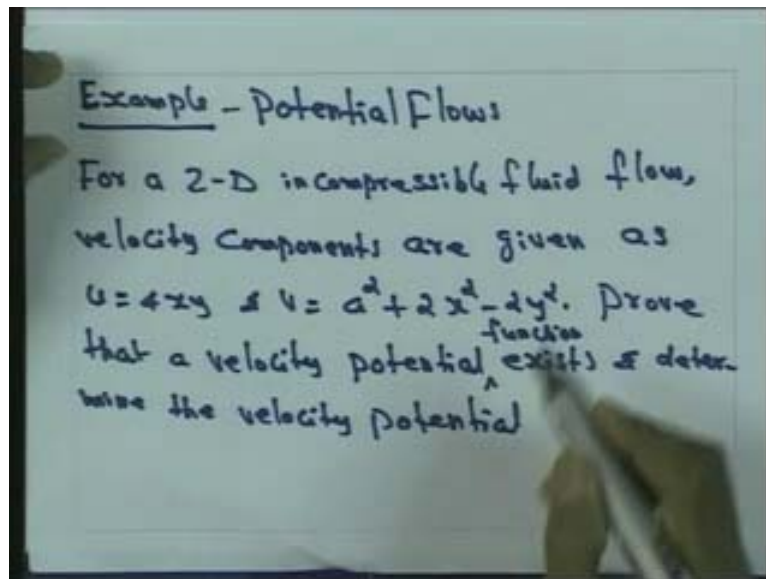 Example - Potential Flows
For a 2-D incompressible fluid flow,
velocity Components are given as
u = 4xy & v = a² + 2x² - 2y². Prove
that a velocity potential function exists & deter-
mine the velocity potential